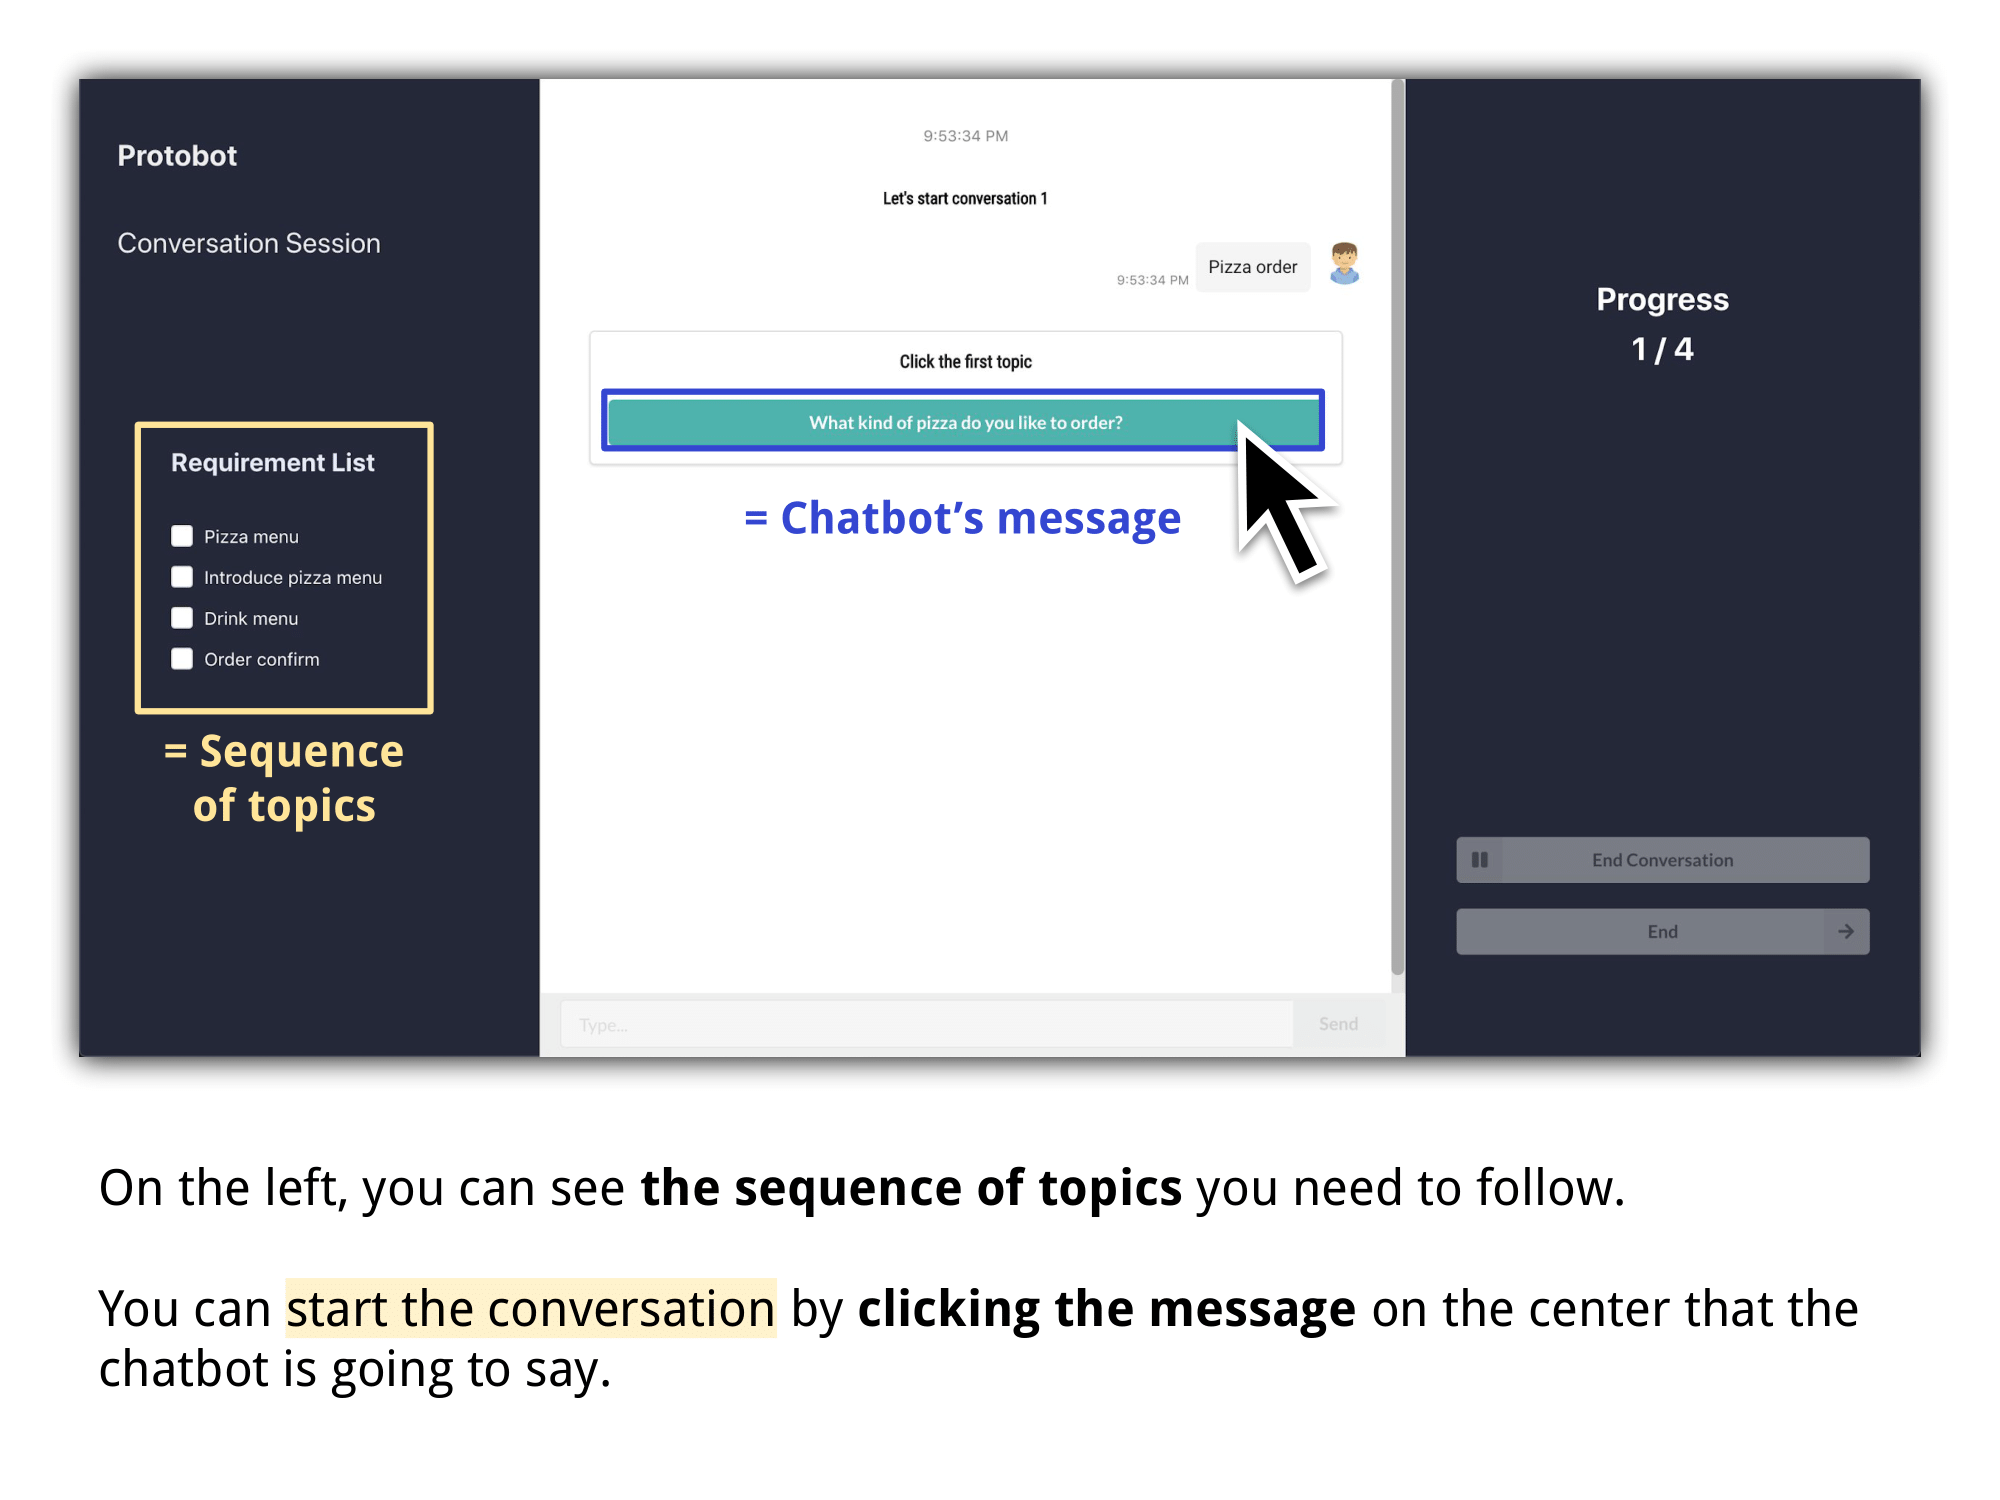 Protobot
Conversation Session
Requirement List
Pizza menu
Introduce pizza menu
Drink menu
Order confirm
= Sequence
of topics
9:53:34 PM
Let's start conversation 1
9:53:34 PM
Pizza order
Click the first topic
What kind of pizza do you like to order?
= Chatbot’s message
Type...
Send
Progress
1 / 4
End Conversation
End
On the left, you can see the sequence of topics you need to follow.
You can start the conversation by clicking the message on the center that the
chatbot is going to say.